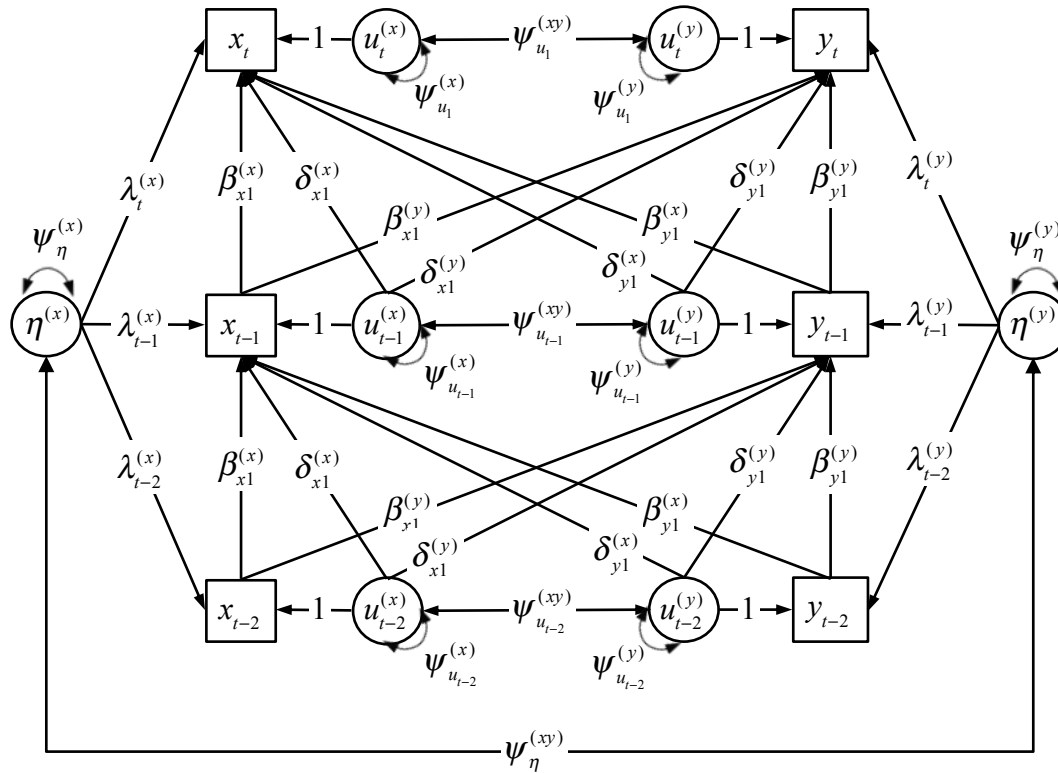 x_t 1 u_t^{(x)} ψ_{u_1}^{(xy)} u_t^{(y)} 1 y_t
ψ_{u_1}^{(x)} ψ_{u_1}^{(y)}
λ_t^{(x)} β_{x1}^{(x)} δ_{x1}^{(x)} δ_{y1}^{(y)} β_{y1}^{(y)} λ_t^{(y)}
β_{x1}^{(y)} β_{y1}^{(x)}
ψ_η^{(x)} δ_{x1}^{(y)} δ_{y1}^{(x)} ψ_η^{(y)}
η^{(x)} λ_{t-1}^{(x)} x_{t-1} 1 u_{t-1}^{(x)} ψ_{u_{t-1}}^{(xy)} u_{t-1}^{(y)} 1 y_{t-1} λ_{t-1}^{(y)} η^{(y)}
ψ_{u_{t-1}}^{(x)} ψ_{u_{t-1}}^{(y)}
λ_{t-2}^{(x)} β_{x1}^{(x)} δ_{x1}^{(x)} δ_{y1}^{(y)} β_{y1}^{(y)} λ_{t-2}^{(y)}
β_{x1}^{(y)} β_{y1}^{(x)}
δ_{x1}^{(y)} δ_{y1}^{(x)}
x_{t-2} 1 u_{t-2}^{(x)} ψ_{u_{t-2}}^{(xy)} u_{t-2}^{(y)} 1 y_{t-2}
ψ_{u_{t-2}}^{(x)} ψ_{u_{t-2}}^{(y)}
ψ_η^{(xy)}